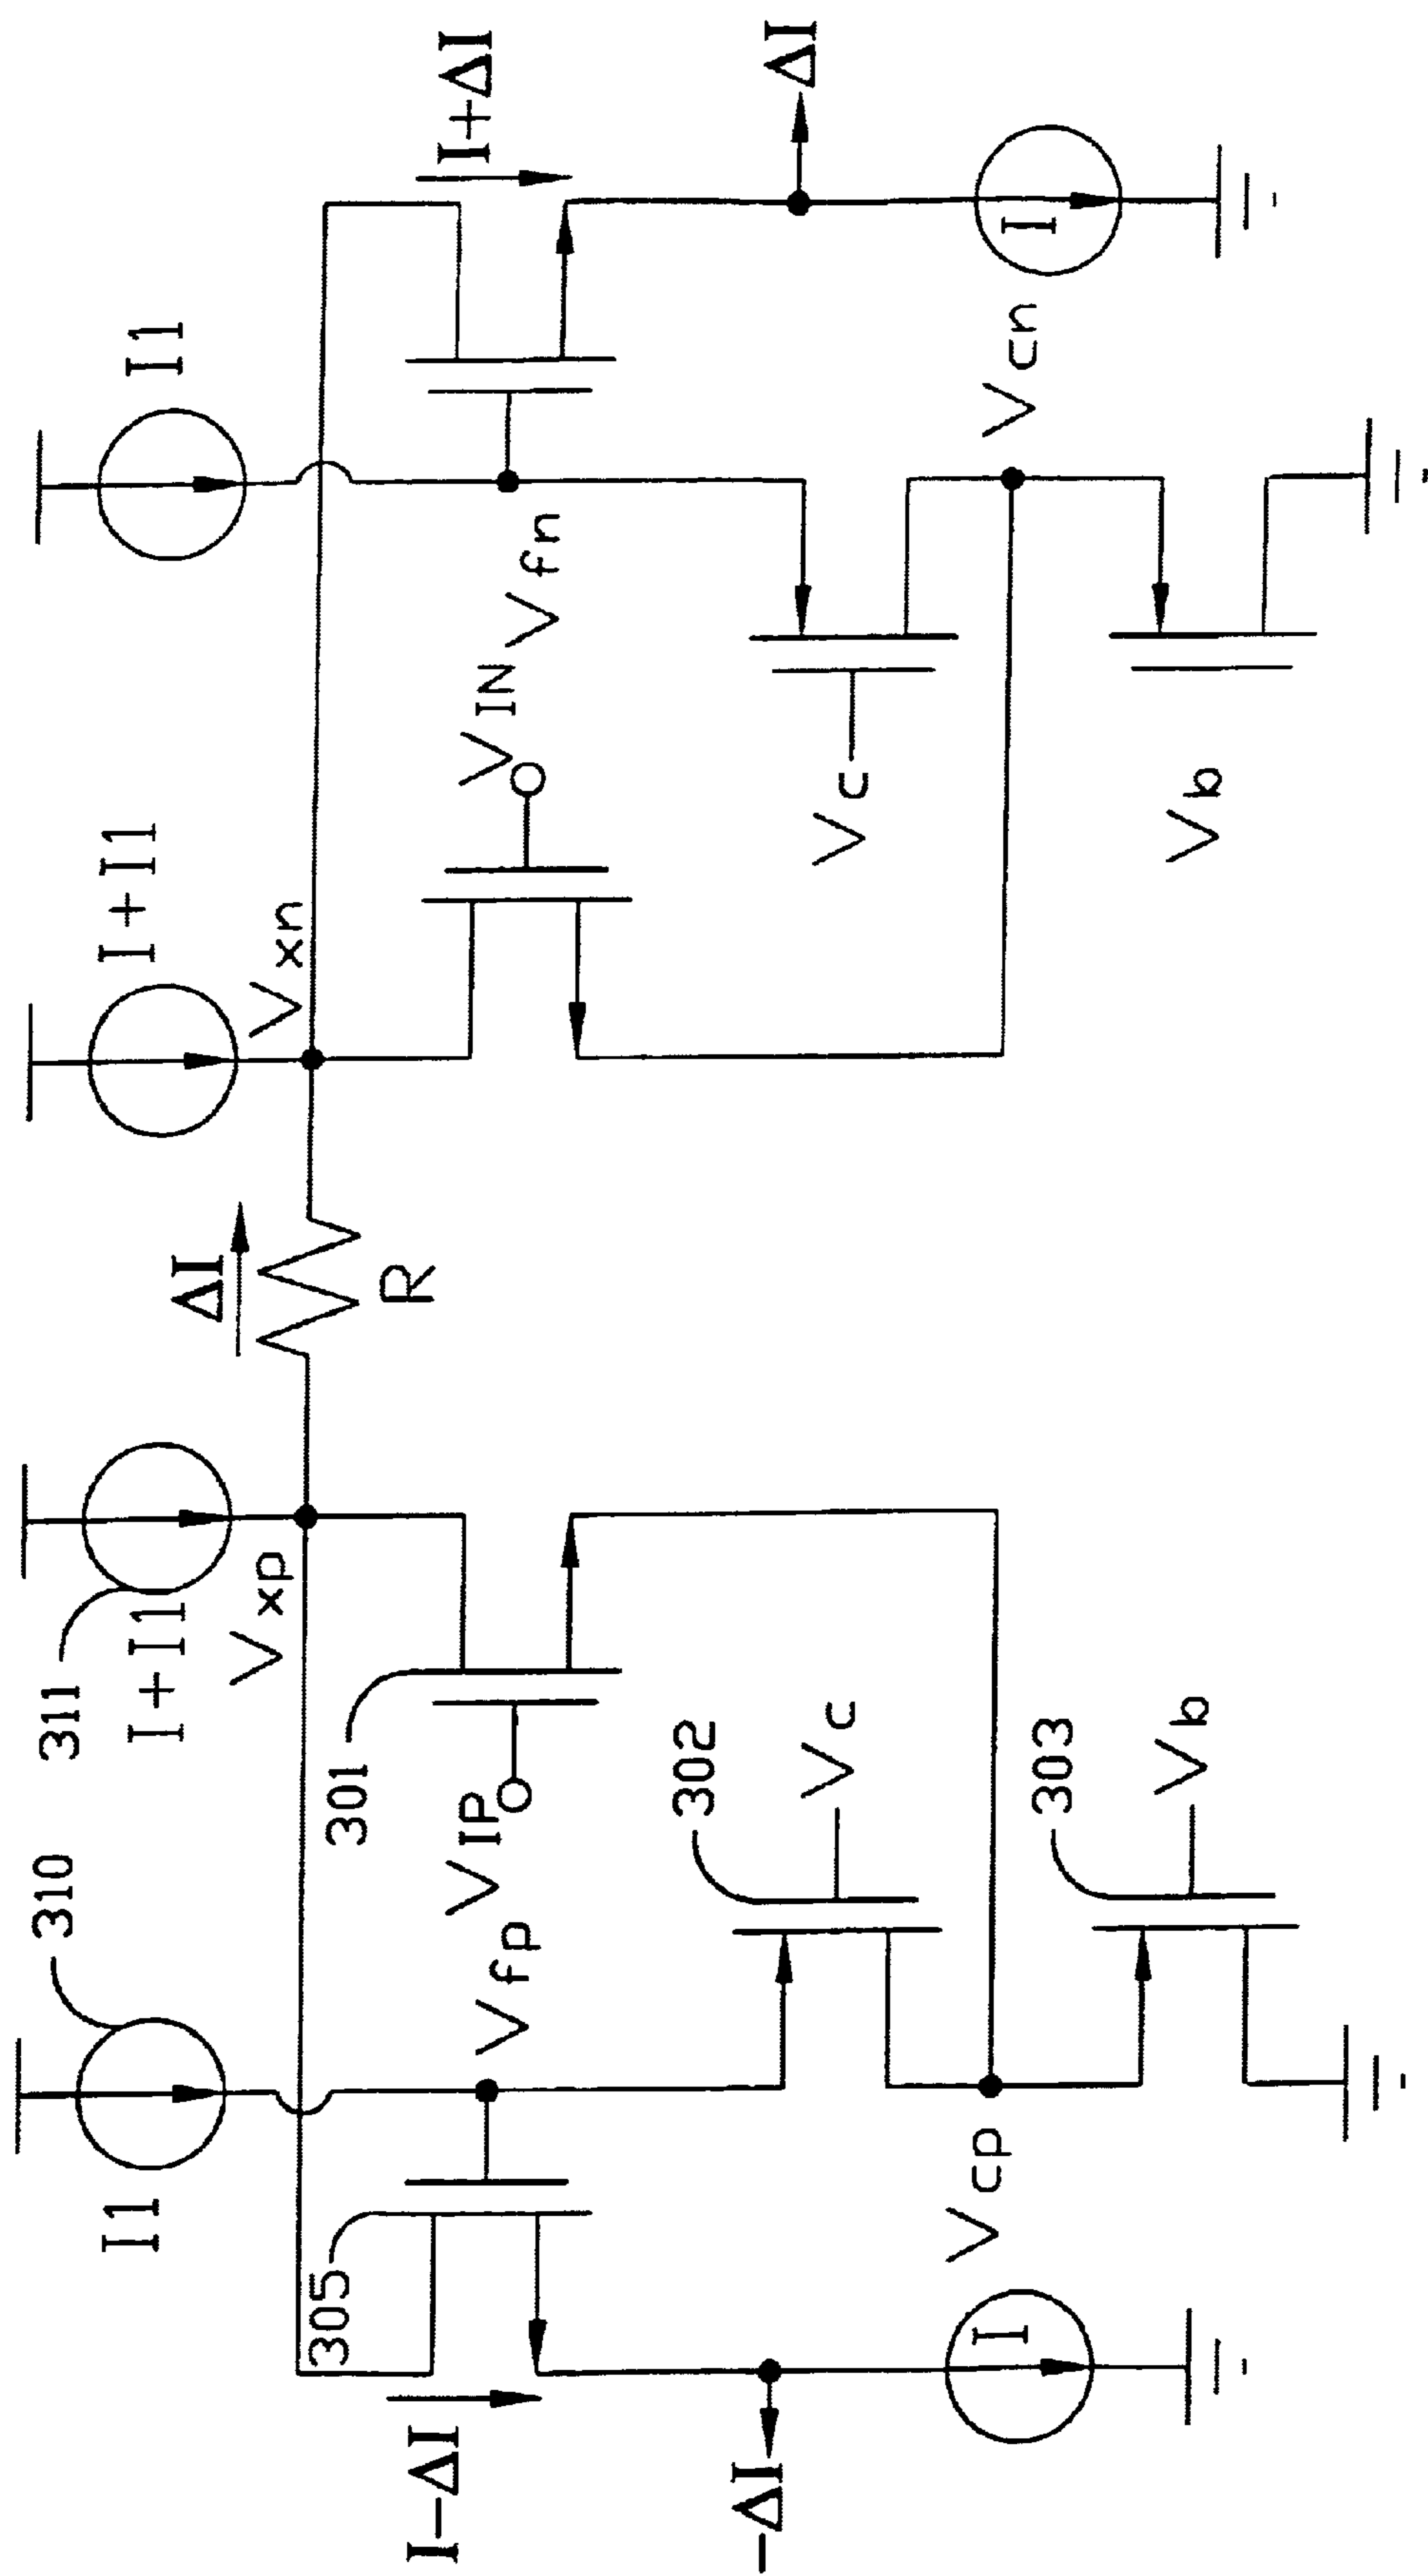 I1
310
311
I+I1
ΔI
I+I1
I1
Vxp
R
Vxn
305
Vfp
VIP
301
VIN
Vfn
I-ΔI
I+ΔI
302
Vc
Vc
-ΔI
ΔI
Vcp
I
303
Vb
Vb
Vcn
I